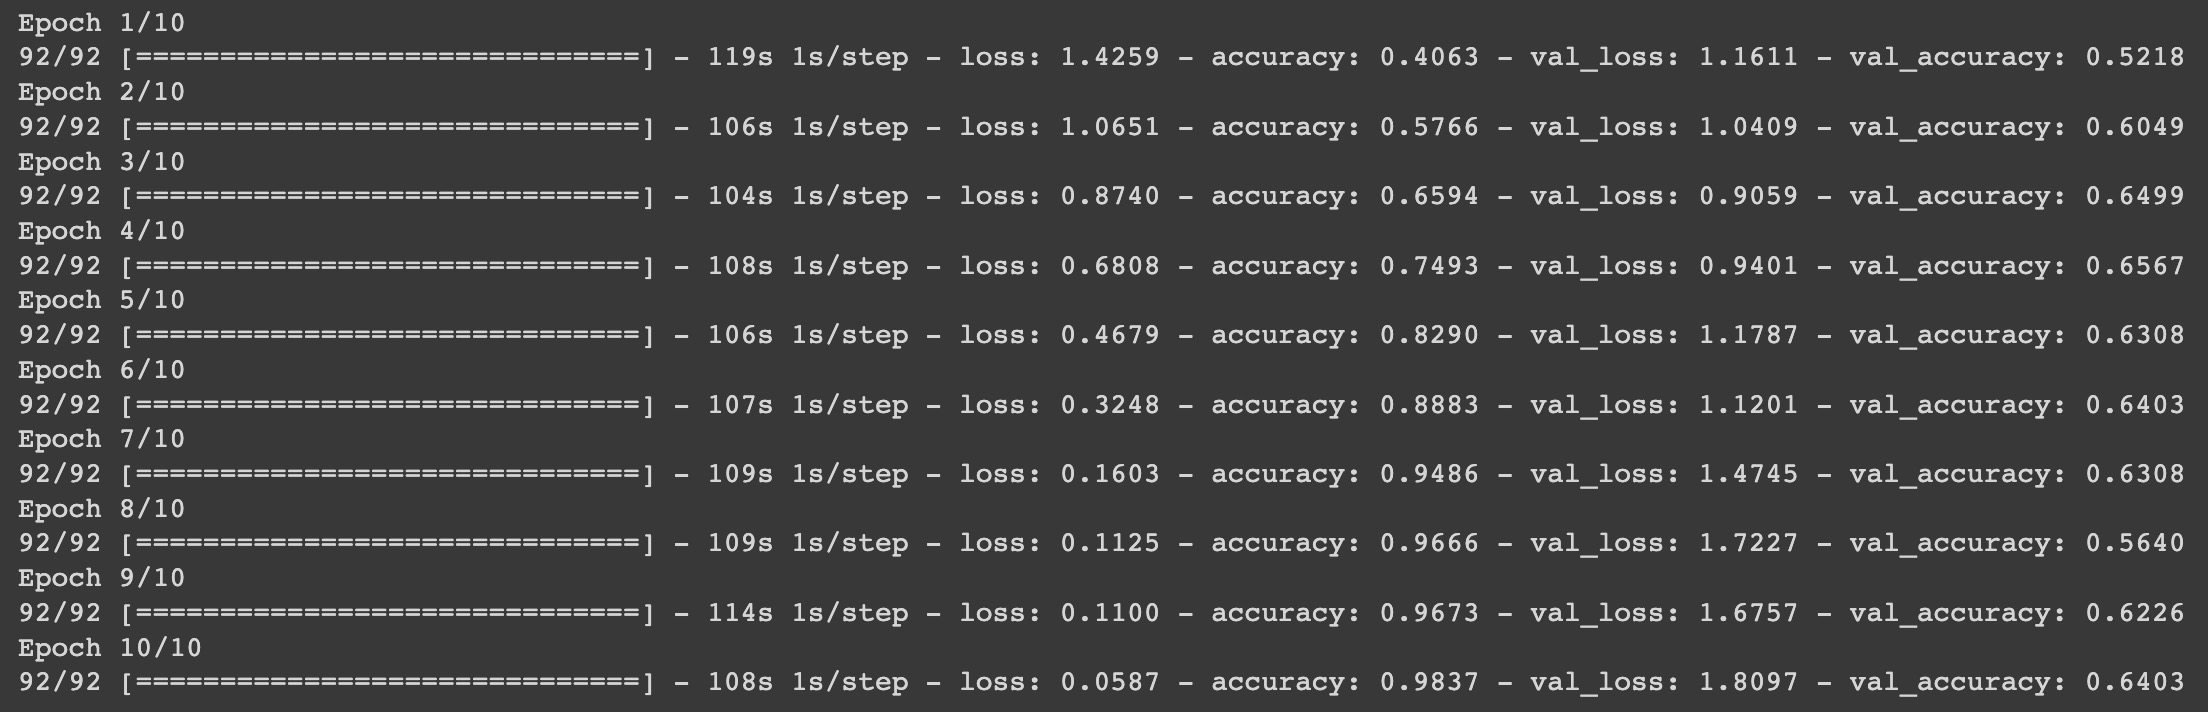 Epoch 1/10
92/92 [==============================] - 119s 1s/step - loss: 1.4259 - accuracy: 0.4063 - val_loss: 1.1611 - val_accuracy: 0.5218
Epoch 2/10
92/92 [==============================] - 106s 1s/step - loss: 1.0651 - accuracy: 0.5766 - val_loss: 1.0409 - val_accuracy: 0.6049
Epoch 3/10
92/92 [==============================] - 104s 1s/step - loss: 0.8740 - accuracy: 0.6594 - val_loss: 0.9059 - val_accuracy: 0.6499
Epoch 4/10
92/92 [==============================] - 108s 1s/step - loss: 0.6808 - accuracy: 0.7493 - val_loss: 0.9401 - val_accuracy: 0.6567
Epoch 5/10
92/92 [==============================] - 106s 1s/step - loss: 0.4679 - accuracy: 0.8290 - val_loss: 1.1787 - val_accuracy: 0.6308
Epoch 6/10
92/92 [==============================] - 107s 1s/step - loss: 0.3248 - accuracy: 0.8883 - val_loss: 1.1201 - val_accuracy: 0.6403
Epoch 7/10
92/92 [==============================] - 109s 1s/step - loss: 0.1603 - accuracy: 0.9486 - val_loss: 1.4745 - val_accuracy: 0.6308
Epoch 8/10
92/92 [==============================] - 109s 1s/step - loss: 0.1125 - accuracy: 0.9666 - val_loss: 1.7227 - val_accuracy: 0.5640
Epoch 9/10
92/92 [==============================] - 114s 1s/step - loss: 0.1100 - accuracy: 0.9673 - val_loss: 1.6757 - val_accuracy: 0.6226
Epoch 10/10
92/92 [==============================] - 108s 1s/step - loss: 0.0587 - accuracy: 0.9837 - val_loss: 1.8097 - val_accuracy: 0.6403